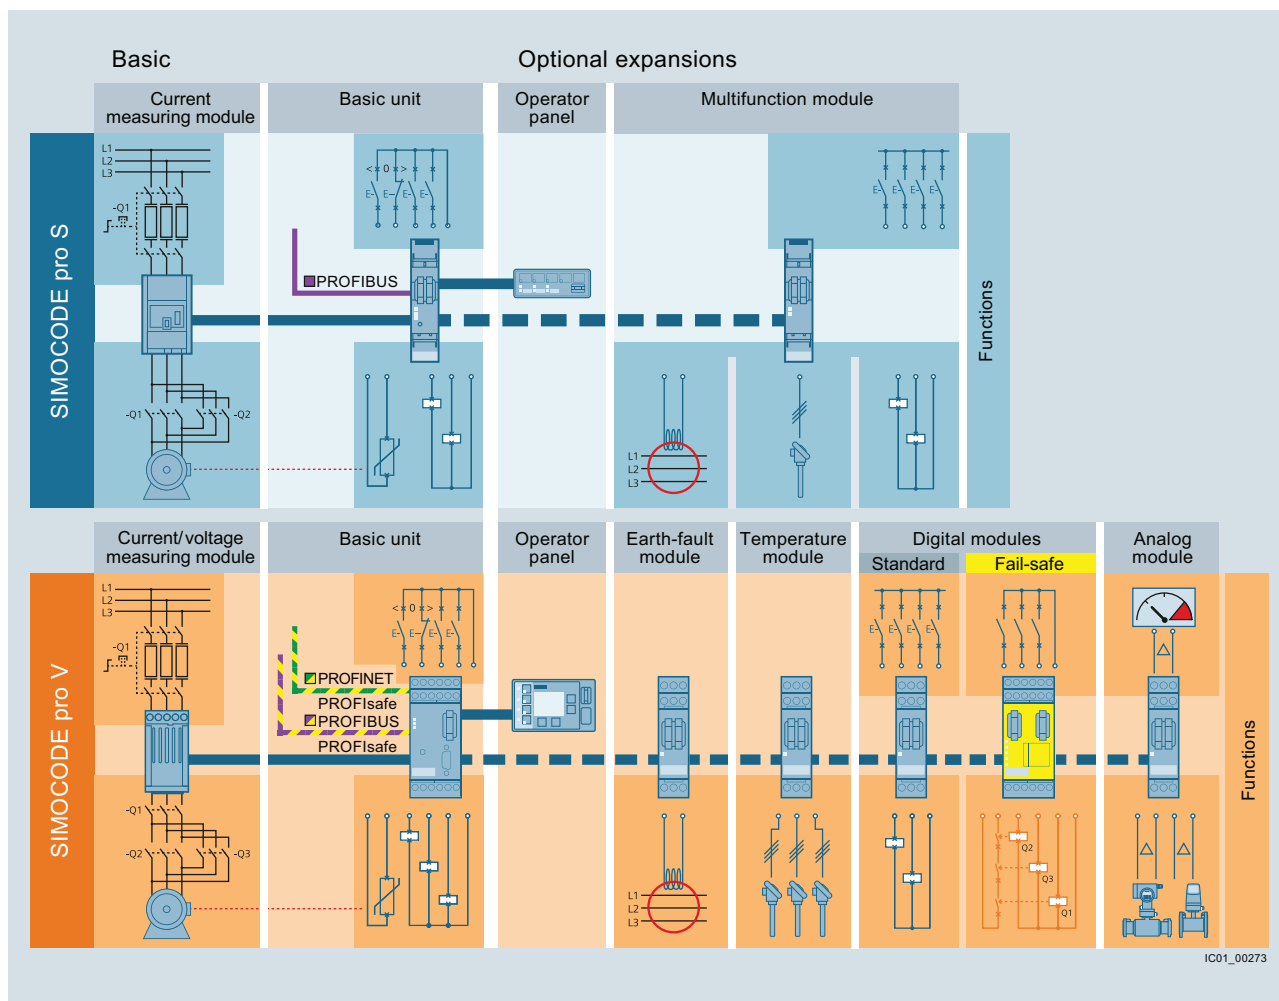 Basic
Optional expansions
Current
measuring module
Basic unit
Operator
panel
Multifunction module
SIMOCODE pro S
L1
L2
L3
-Q1
< 0 >
E- E- E- E-
E- E- E- E-
PROFIBUS
Functions
-Q1
-Q2
L1
L2
L3
Current/voltage
measuring module
Basic unit
Operator
panel
Earth-fault
module
Temperature
module
Digital modules
Standard
Fail-safe
Analog
module
SIMOCODE pro V
L1
L2
L3
-Q1
< 0 >
E- E- E- E-
E- E- E- E-
PROFINET
PROFIsafe
PROFIBUS
PROFIsafe
Functions
-Q1
-Q2
-Q3
L1
L2
L3
Q2
Q3
Q1
IC01_00273